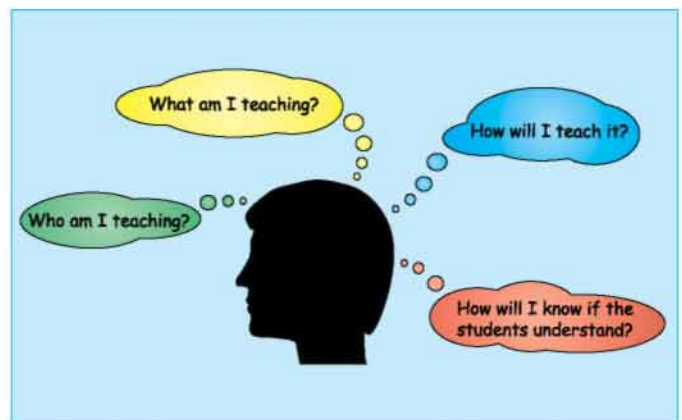 What am I teaching?
How will I teach it?
Who am I teaching?
How will I know if the
students understand?